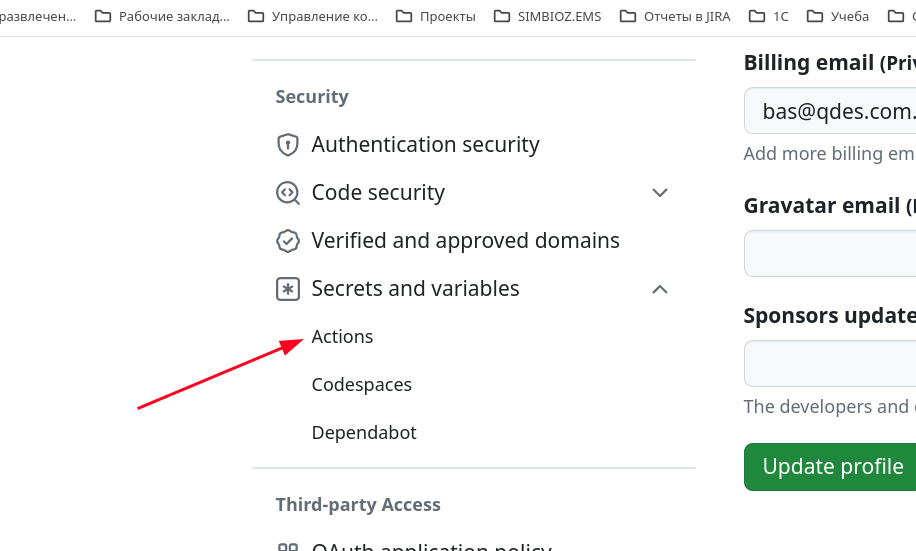 развлечен...
Рабочие заклад...
Управление ко...
Проекты
SIMBIOZ.EMS
Отчеты в JIRA
1С
Учеба
Security
Authentication security
Code security
Verified and approved domains
Secrets and variables
Actions
Codespaces
Dependabot
Third-party Access
OAuth application policy
Billing email (Priv
bas@qdes.com.
Add more billing em
Gravatar email (
Sponsors update
The developers and
Update profile